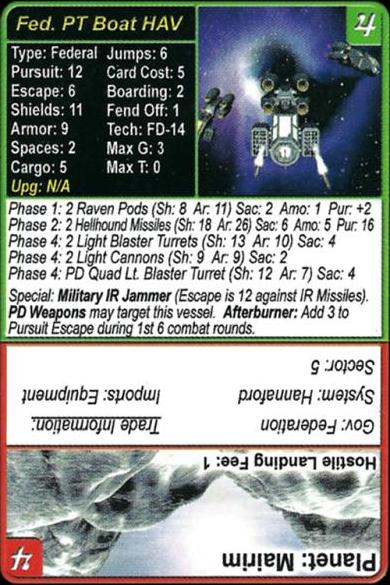 Fed. PT Boat HAV
4
Type: Federal Jumps: 6
Pursuit: 12 Card Cost: 5
Escape: 6 Boarding: 2
Shields: 11 Fend Off: 1
Armor: 9 Tech: FD-14
Spaces: 2 Max G: 3
Cargo: 5 Max T: 0
Upg: N/A
Phase 1: 2 Raven Pods (Sh: 8 Ar: 11) Sac: 2 Amo: 1 Pur: +2
Phase 2: 2 Hellhound Missiles (Sh: 18 Ar: 26) Sac: 6 Amo: 5 Pur: 16
Phase 4: 2 Light Blaster Turrets (Sh: 13 Ar: 10) Sac: 4
Phase 4: 2 Light Cannons (Sh: 9 Ar: 9) Sac: 2
Phase 4: PD Quad Lt. Blaster Turret (Sh: 12 Ar: 7) Sac: 4
Special: Military IR Jammer (Escape is 12 against IR Missiles).
PD Weapons may target this vessel. Afterburner: Add 3 to
Pursuit Escape during 1st 6 combat rounds.
Planet: Mairim
4
Hostile Landing Fee: 1
Gov: Federation Trade Information:
System: Hannaford Imports: Equipment
Sector: 5